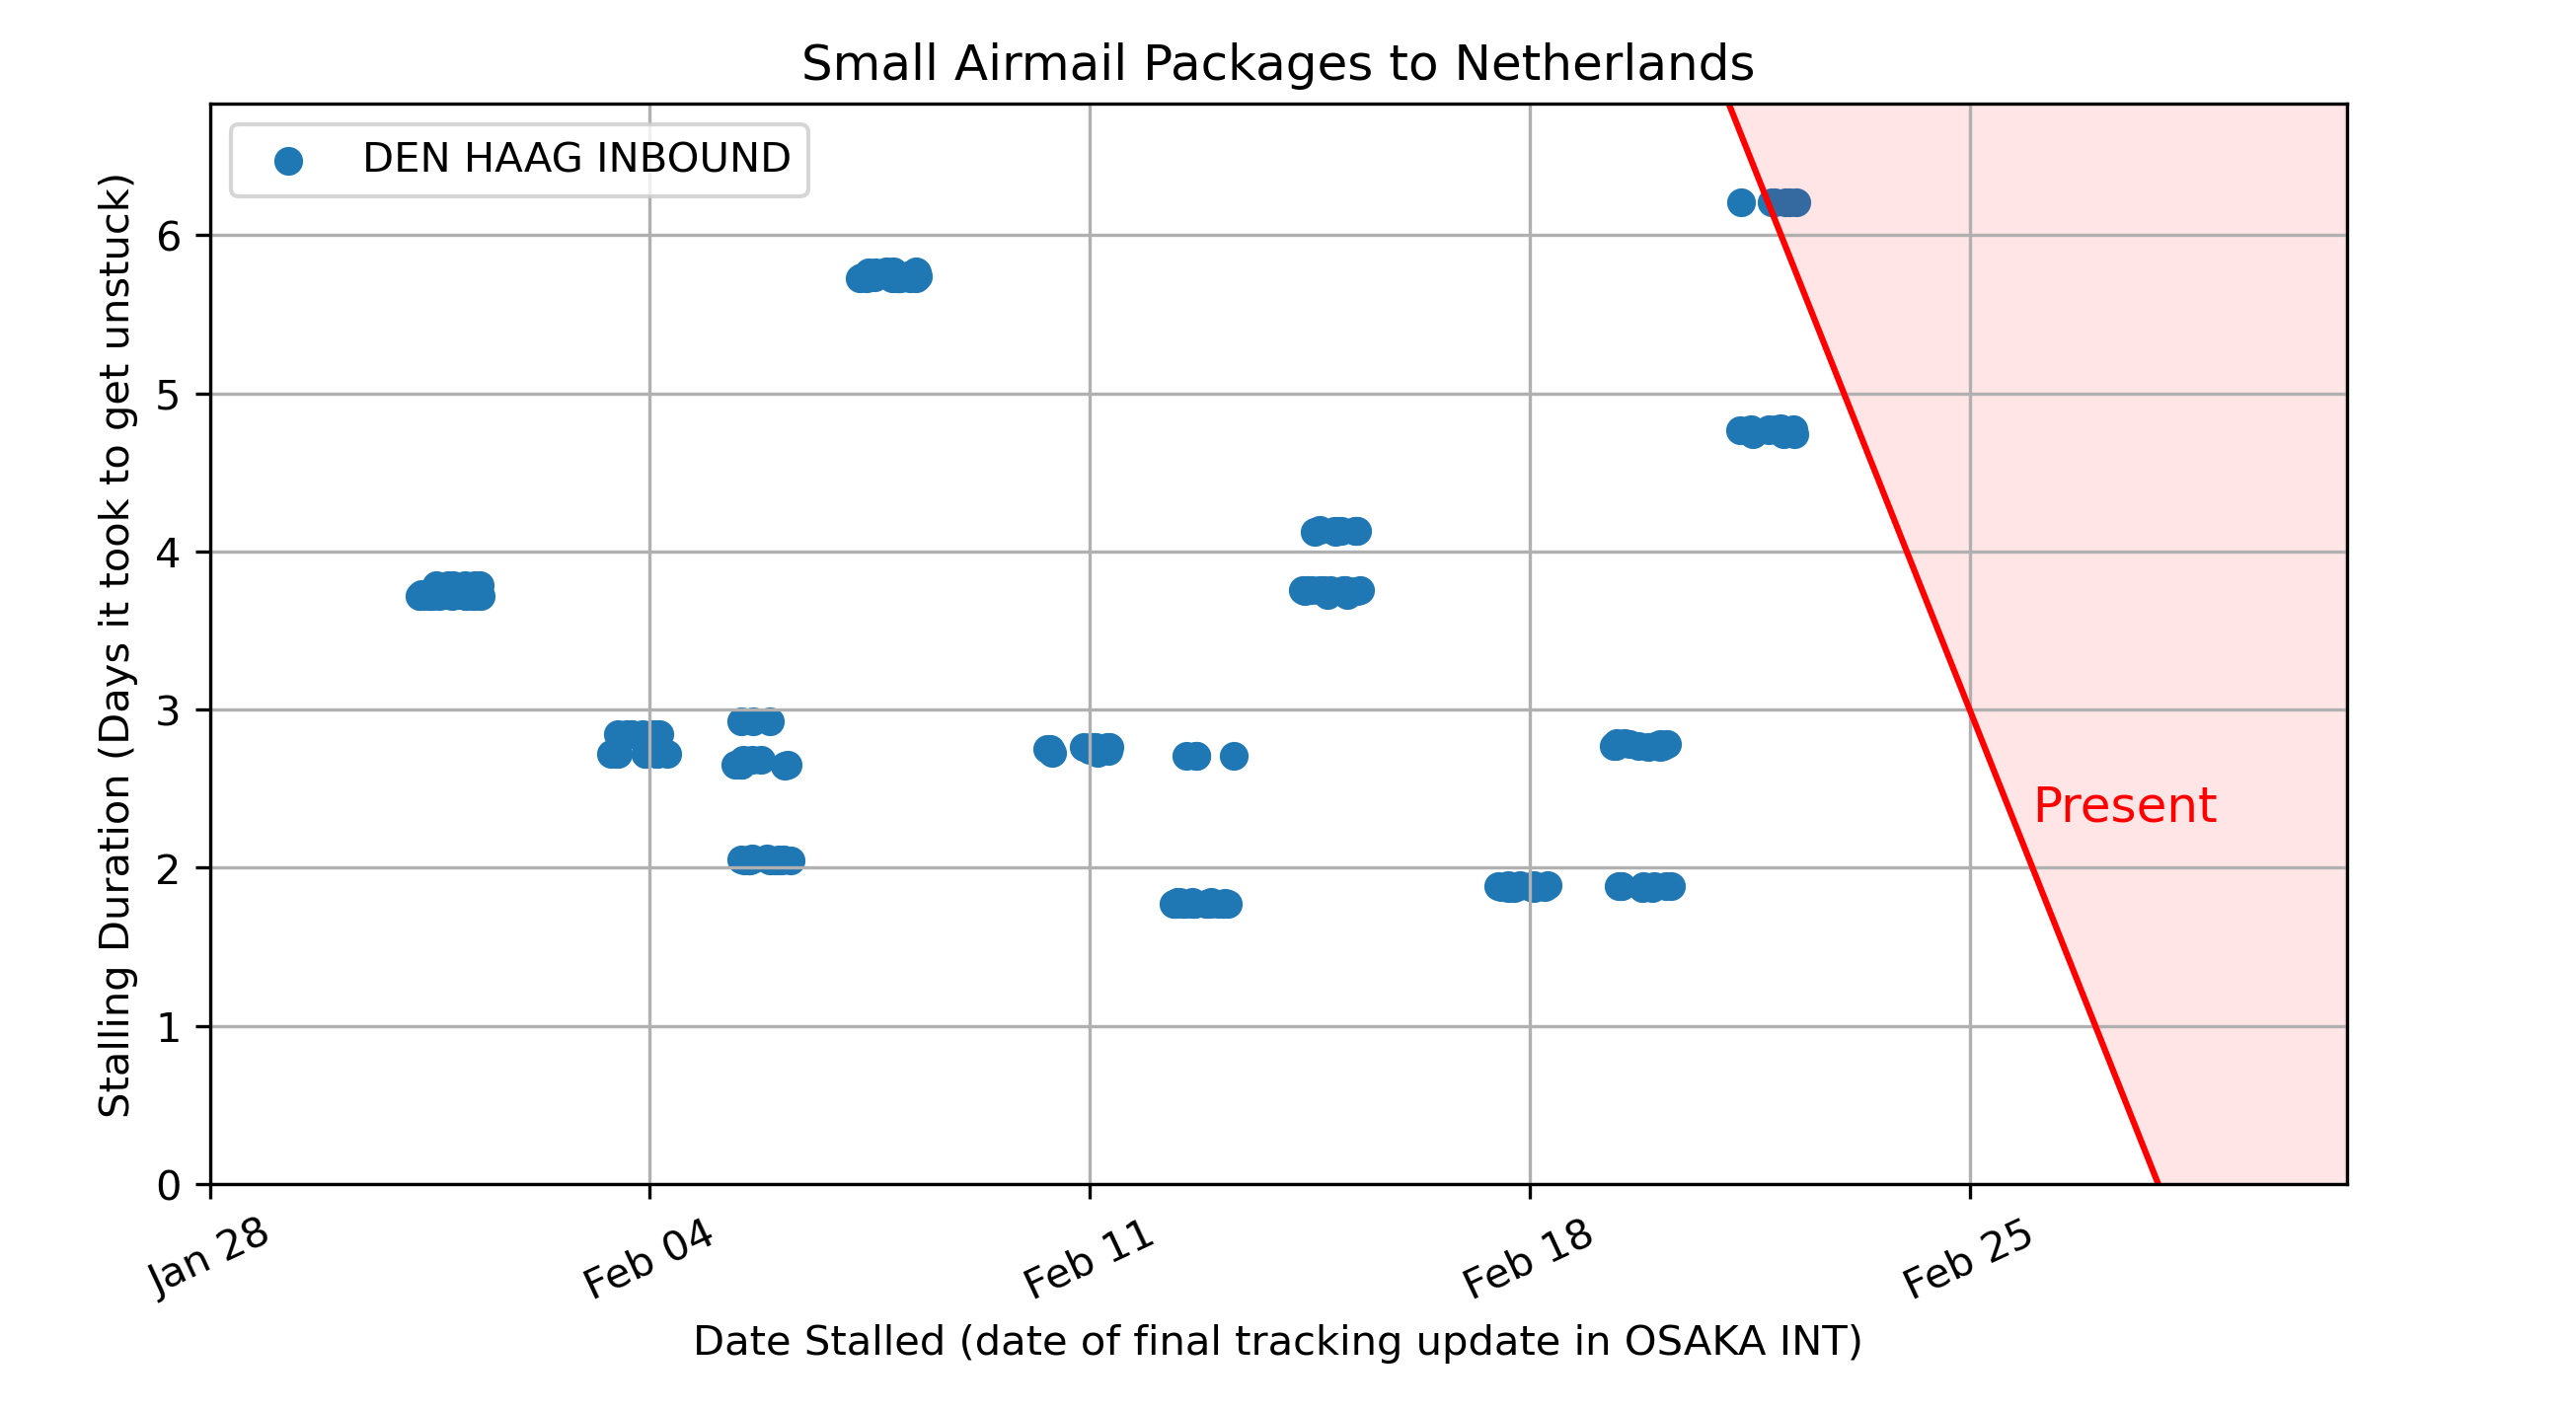 Small Airmail Packages to Netherlands
DEN HAAG INBOUND
Stalling Duration (Days it took to get unstuck)
6
5
4
3
2
1
0
Present
Jan 28
Feb 04
Feb 11
Feb 18
Feb 25
Date Stalled (date of final tracking update in OSAKA INT)